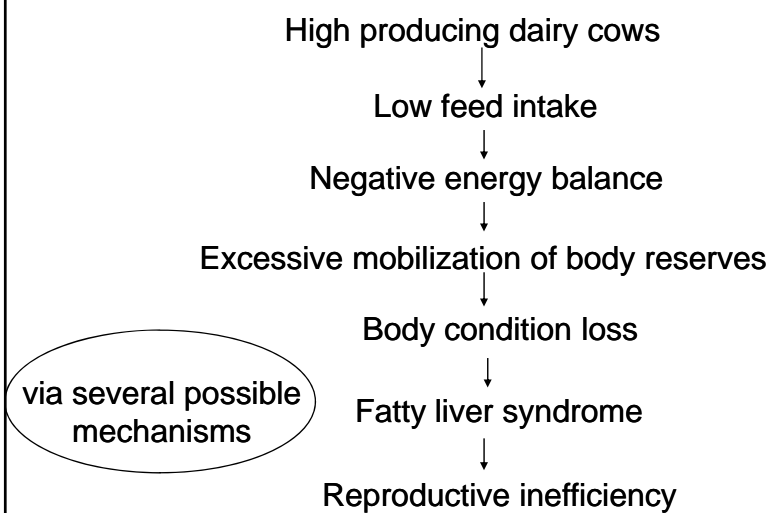 High producing dairy cows
Low feed intake
Negative energy balance
Excessive mobilization of body reserves
Body condition loss
via several possible
mechanisms
Fatty liver syndrome
Reproductive inefficiency